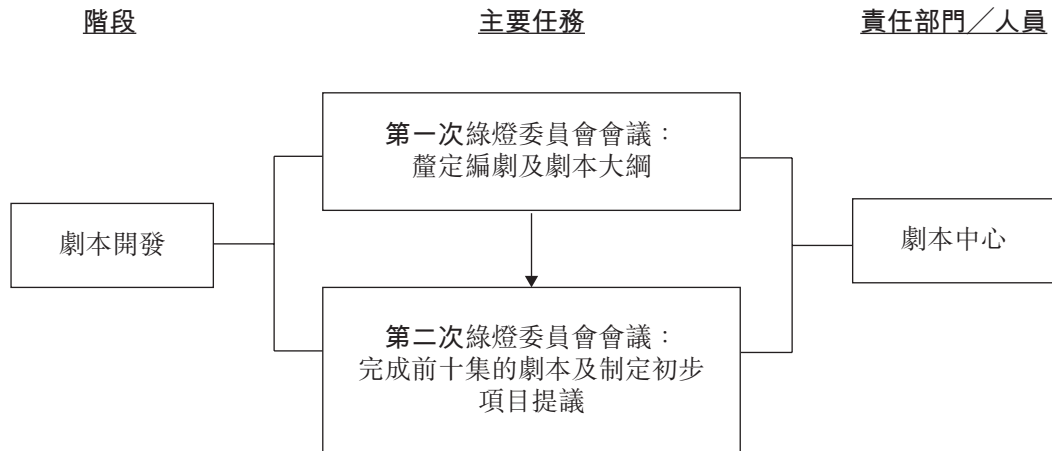 階段
主要任務
責任部門╱人員
第一次綠燈委員會會議：
釐定編劇及劇本大綱
劇本開發
劇本中心
第二次綠燈委員會會議：
完成前十集的劇本及制定初步
項目提議